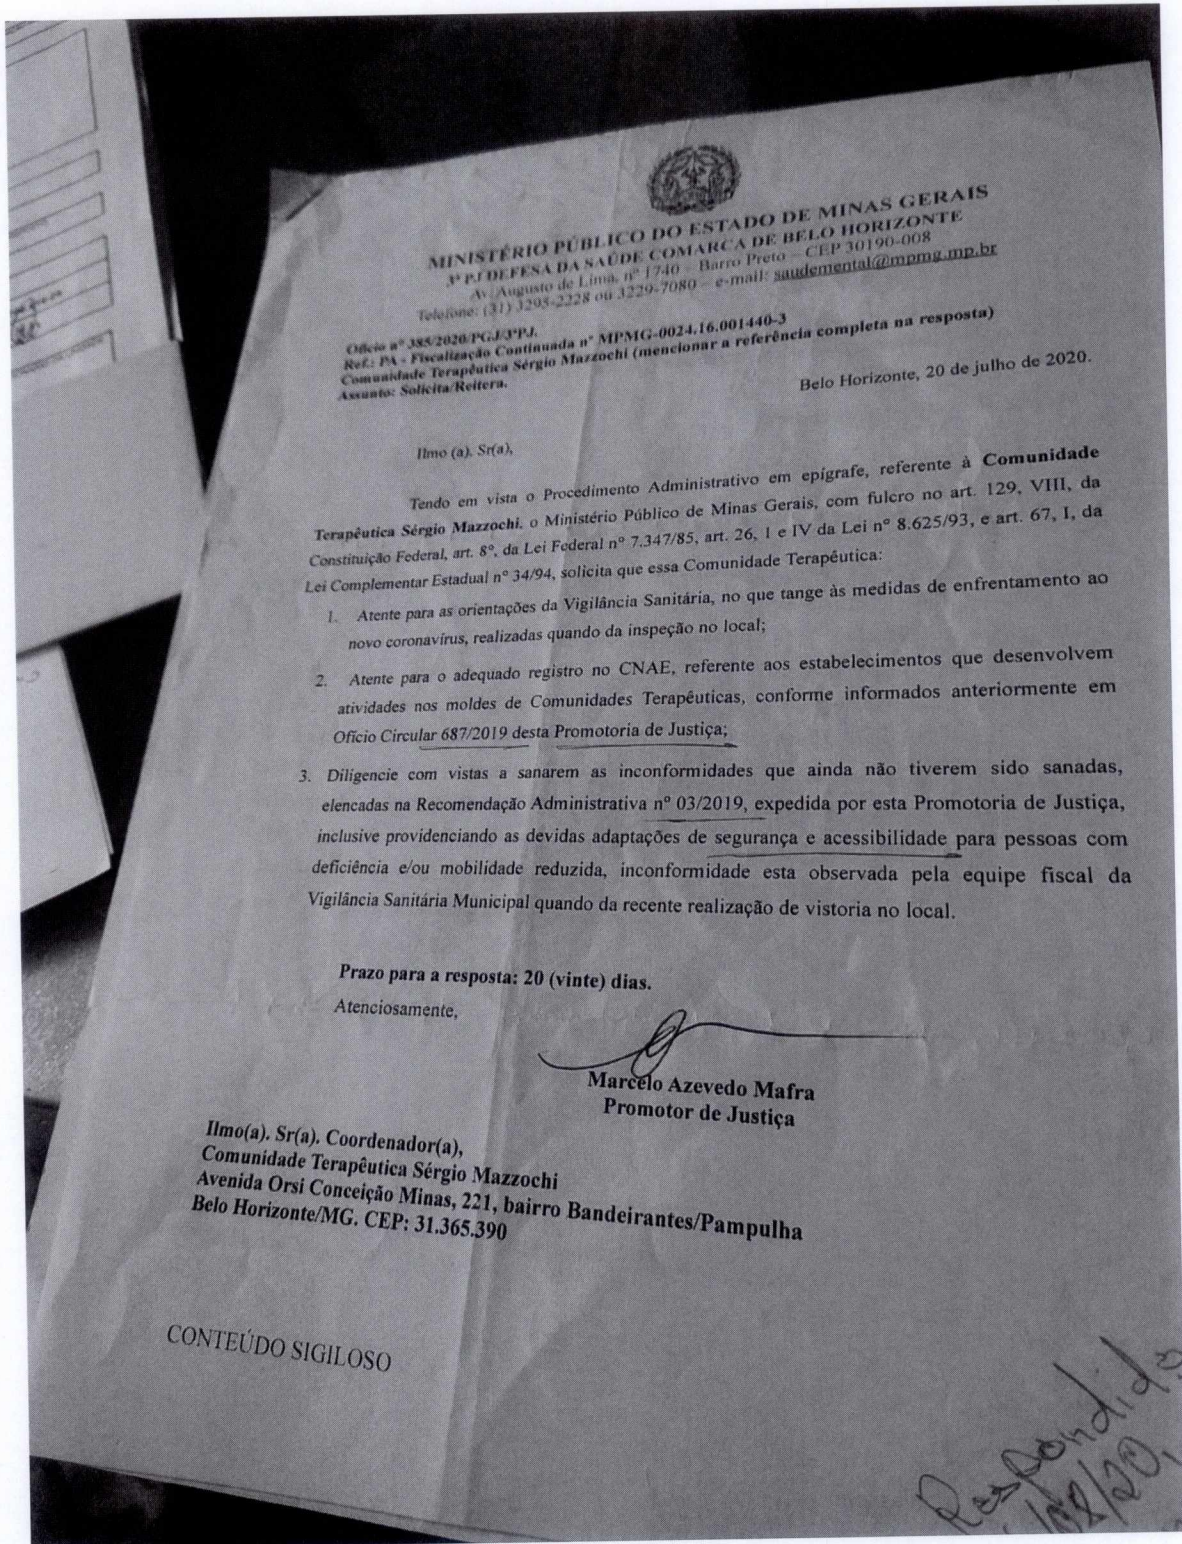 MINISTÉRIO PÚBLICO DO ESTADO DE MINAS GERAIS
3ª PJ DEFESA DA SAÚDE COMARCA DE BELO HORIZONTE
Av. Augusto de Lima, nº 1740 – Barro Preto – CEP 30190-008
Telefone: (31) 3295-2228 ou 3229-7080 – e-mail: saudemental@mpmg.mp.br
Ofício nº 385/2020/PGJ/3ªPJ.
Ref.: PA - Fiscalização Continuada nº MPMG-0024.16.001440-3
Comunidade Terapêutica Sérgio Mazzochi (mencionar a referência completa na resposta)
Assunto: Solicita/Reitera.
Belo Horizonte, 20 de julho de 2020.
Ilmo (a). Sr(a),
Tendo em vista o Procedimento Administrativo em epígrafe, referente à Comunidade
Terapêutica Sérgio Mazzochi, o Ministério Público de Minas Gerais, com fulcro no art. 129, VIII, da
Constituição Federal, art. 8º, da Lei Federal nº 7.347/85, art. 26, I e IV da Lei nº 8.625/93, e art. 67, I, da
Lei Complementar Estadual nº 34/94, solicita que essa Comunidade Terapêutica:
1. Atente para as orientações da Vigilância Sanitária, no que tange às medidas de enfrentamento ao
novo coronavírus, realizadas quando da inspeção no local;
2. Atente para o adequado registro no CNAE, referente aos estabelecimentos que desenvolvem
atividades nos moldes de Comunidades Terapêuticas, conforme informados anteriormente em
Ofício Circular 687/2019 desta Promotoria de Justiça;
3. Diligencie com vistas a sanarem as inconformidades que ainda não tiverem sido sanadas,
elencadas na Recomendação Administrativa nº 03/2019, expedida por esta Promotoria de Justiça,
inclusive providenciando as devidas adaptações de segurança e acessibilidade para pessoas com
deficiência e/ou mobilidade reduzida, inconformidade esta observada pela equipe fiscal da
Vigilância Sanitária Municipal quando da recente realização de vistoria no local.
Prazo para a resposta: 20 (vinte) dias.
Atenciosamente,
Marcelo Azevedo Mafra
Promotor de Justiça
Ilmo(a). Sr(a). Coordenador(a),
Comunidade Terapêutica Sérgio Mazzochi
Avenida Orsi Conceição Minas, 221, bairro Bandeirantes/Pampulha
Belo Horizonte/MG. CEP: 31.365.390
CONTEÚDO SIGILOSO
Respondido
/08/20